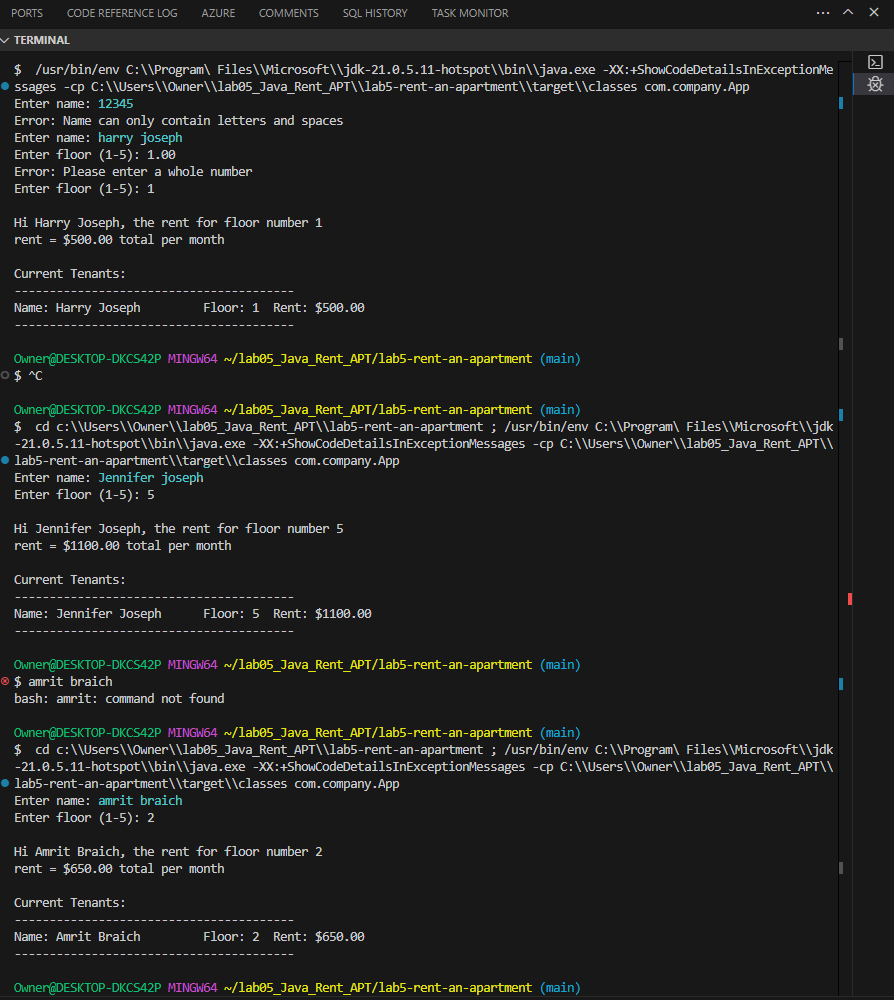 PORTS CODE REFERENCE LOG AZURE COMMENTS SQL HISTORY TASK MONITOR
TERMINAL
$  /usr/bin/env C:\\Program\ Files\\Microsoft\\jdk-21.0.5.11-hotspot\\bin\\java.exe -XX:+ShowCodeDetailsInExceptionMe
ssages -cp C:\\Users\\Owner\\lab05_Java_Rent_APT\\lab5-rent-an-apartment\\target\\classes com.company.App
Enter name: 12345
Error: Name can only contain letters and spaces
Enter name: harry joseph
Enter floor (1-5): 1.00
Error: Please enter a whole number
Enter floor (1-5): 1
Hi Harry Joseph, the rent for floor number 1
rent = $500.00 total per month
Current Tenants:
----------------------------------------
Name: Harry Joseph         Floor: 1  Rent: $500.00
----------------------------------------
Owner@DESKTOP-DKCS42P MINGW64 ~/lab05_Java_Rent_APT/lab5-rent-an-apartment (main)
$ ^C
Owner@DESKTOP-DKCS42P MINGW64 ~/lab05_Java_Rent_APT/lab5-rent-an-apartment (main)
$  cd c:\\Users\\Owner\\lab05_Java_Rent_APT\\lab5-rent-an-apartment ; /usr/bin/env C:\\Program\ Files\\Microsoft\\jdk
-21.0.5.11-hotspot\\bin\\java.exe -XX:+ShowCodeDetailsInExceptionMessages -cp C:\\Users\\Owner\\lab05_Java_Rent_APT\\
lab5-rent-an-apartment\\target\\classes com.company.App
Enter name: Jennifer joseph
Enter floor (1-5): 5
Hi Jennifer Joseph, the rent for floor number 5
rent = $1100.00 total per month
Current Tenants:
----------------------------------------
Name: Jennifer Joseph      Floor: 5  Rent: $1100.00
----------------------------------------
Owner@DESKTOP-DKCS42P MINGW64 ~/lab05_Java_Rent_APT/lab5-rent-an-apartment (main)
$ amrit braich
bash: amrit: command not found
Owner@DESKTOP-DKCS42P MINGW64 ~/lab05_Java_Rent_APT/lab5-rent-an-apartment (main)
$  cd c:\\Users\\Owner\\lab05_Java_Rent_APT\\lab5-rent-an-apartment ; /usr/bin/env C:\\Program\ Files\\Microsoft\\jdk
-21.0.5.11-hotspot\\bin\\java.exe -XX:+ShowCodeDetailsInExceptionMessages -cp C:\\Users\\Owner\\lab05_Java_Rent_APT\\
lab5-rent-an-apartment\\target\\classes com.company.App
Enter name: amrit braich
Enter floor (1-5): 2
Hi Amrit Braich, the rent for floor number 2
rent = $650.00 total per month
Current Tenants:
----------------------------------------
Name: Amrit Braich         Floor: 2  Rent: $650.00
----------------------------------------
Owner@DESKTOP-DKCS42P MINGW64 ~/lab05_Java_Rent_APT/lab5-rent-an-apartment (main)